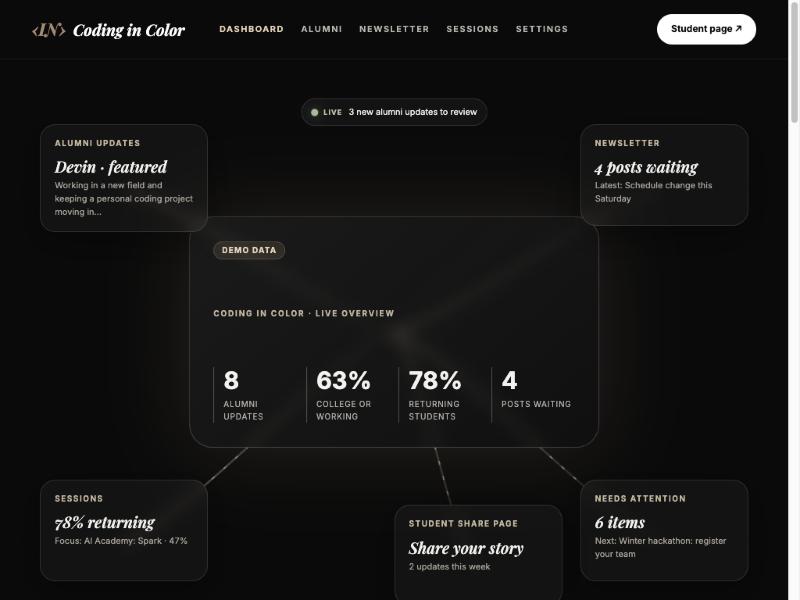 ‹IN› Coding in Color
DASHBOARD ALUMNI NEWSLETTER SESSIONS SETTINGS
Student page ↗
LIVE 3 new alumni updates to review
ALUMNI UPDATES
Devin · featured
Working in a new field and
keeping a personal coding project
moving in...
NEWSLETTER
4 posts waiting
Latest: Schedule change this
Saturday
DEMO DATA
CODING IN COLOR · LIVE OVERVIEW
8
ALUMNI
UPDATES
63%
COLLEGE OR
WORKING
78%
RETURNING
STUDENTS
4
POSTS WAITING
SESSIONS
78% returning
Focus: AI Academy: Spark · 47%
STUDENT SHARE PAGE
Share your story
2 updates this week
NEEDS ATTENTION
6 items
Next: Winter hackathon: register
your team